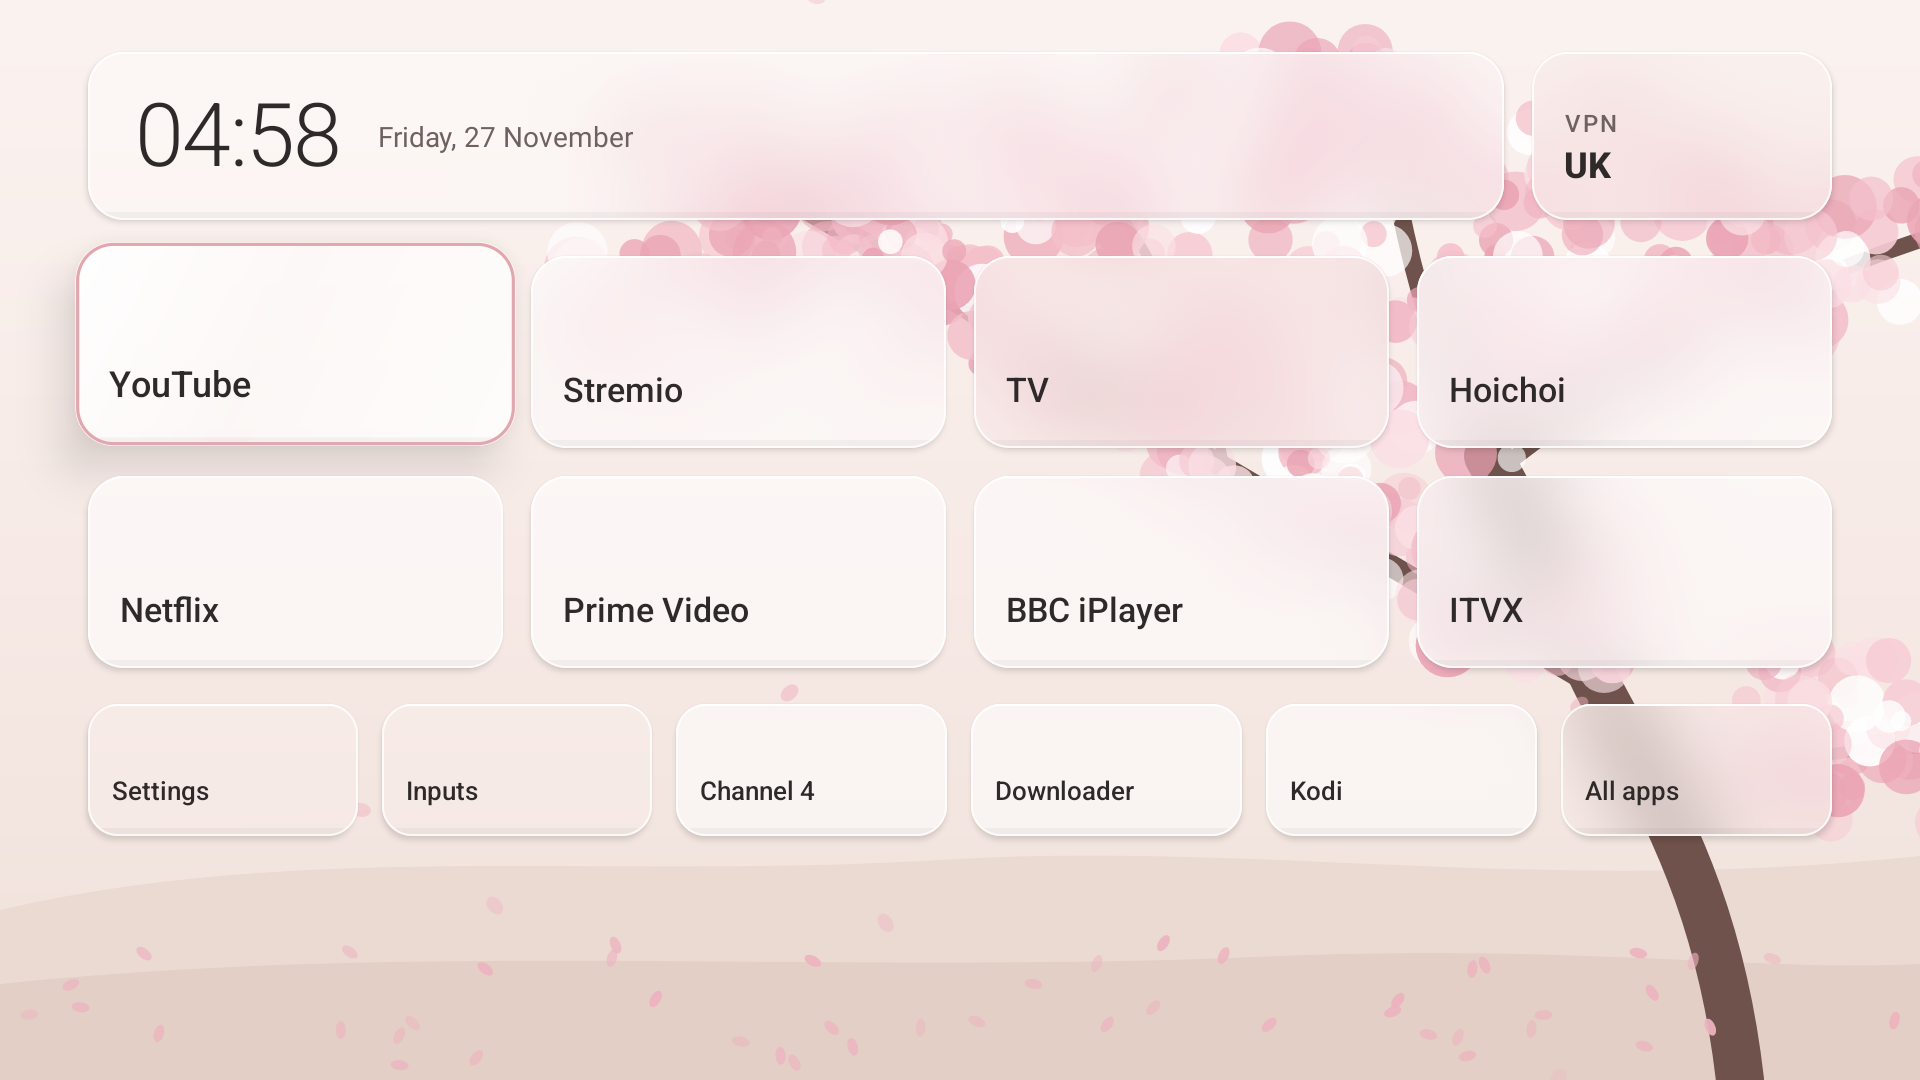 04:58
Friday, 27 November
VPN
UK
YouTube
Stremio
TV
Hoichoi
Netflix
Prime Video
BBC iPlayer
ITVX
Settings
Inputs
Channel 4
Downloader
Kodi
All apps